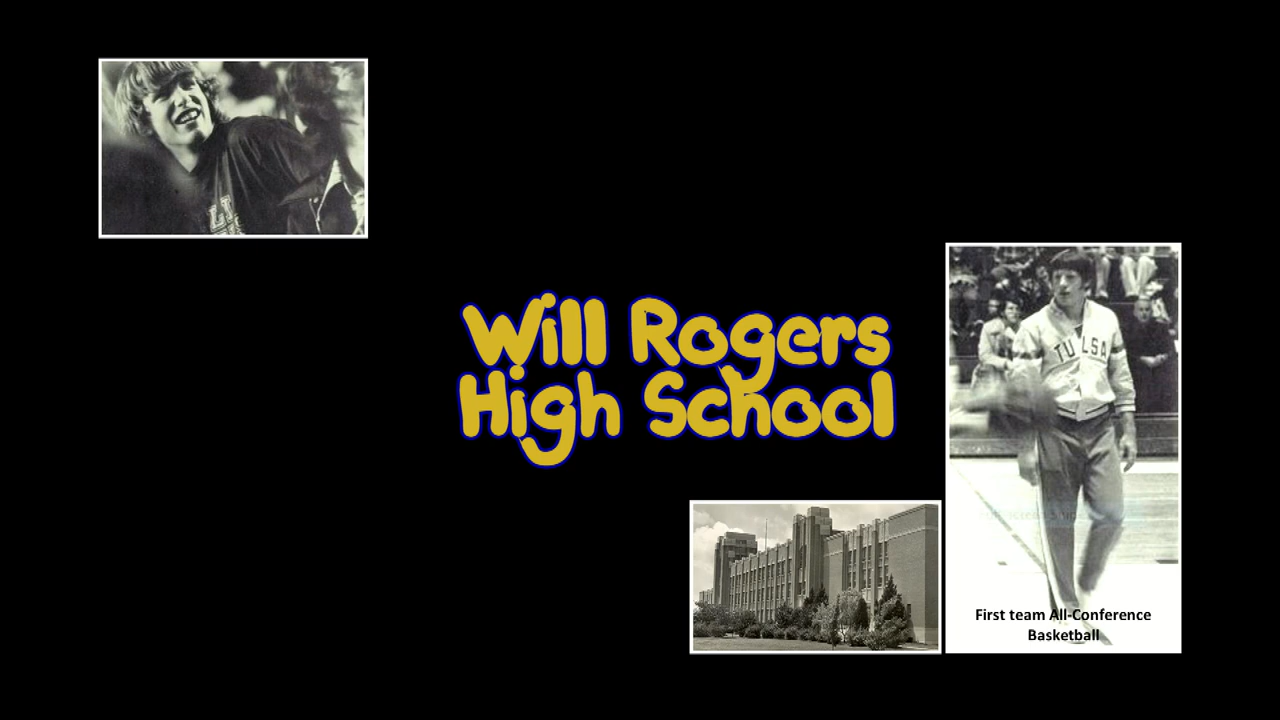 Will Rogers
High School
TULSA
First team All-Conference
Basketball